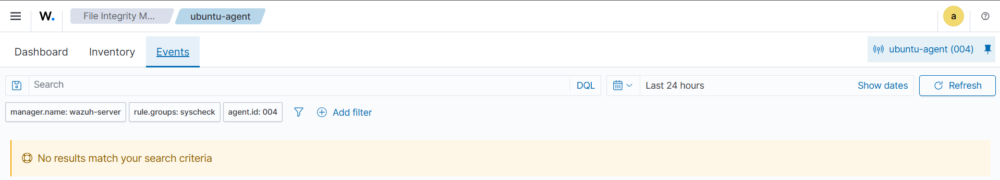 W. File Integrity M... ubuntu-agent a
Dashboard Inventory Events ubuntu-agent (004)
Search DQL Last 24 hours Show dates Refresh
manager.name: wazuh-server rule.groups: syscheck agent.id: 004 Add filter
No results match your search criteria